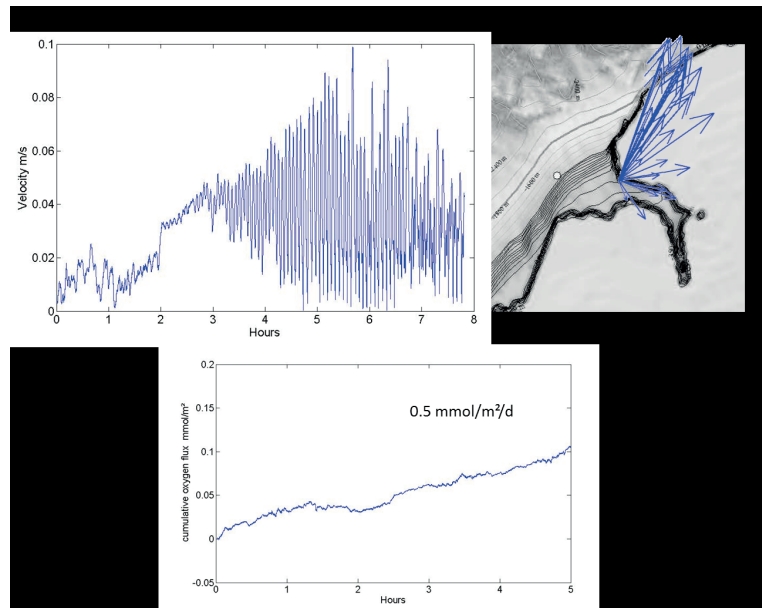 0.1
0.08
0.06
0.04
0.02
0
Velocity m/s
0 1 2 3 4 5 6 7 8
Hours
-1600 m
0.2
0.15
0.1
0.05
0
-0.05
cumulative oxygen flux mmol/m²
0.5 mmol/m²/d
0 1 2 3 4 5
Hours